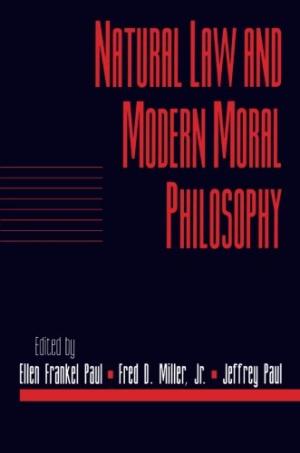 NATURAL LAW AND
MODERN MORAL
PHILOSOPHY
Edited by
Ellen Frankel Paul ▪ Fred D. Miller, Jr. ▪ Jeffrey Paul